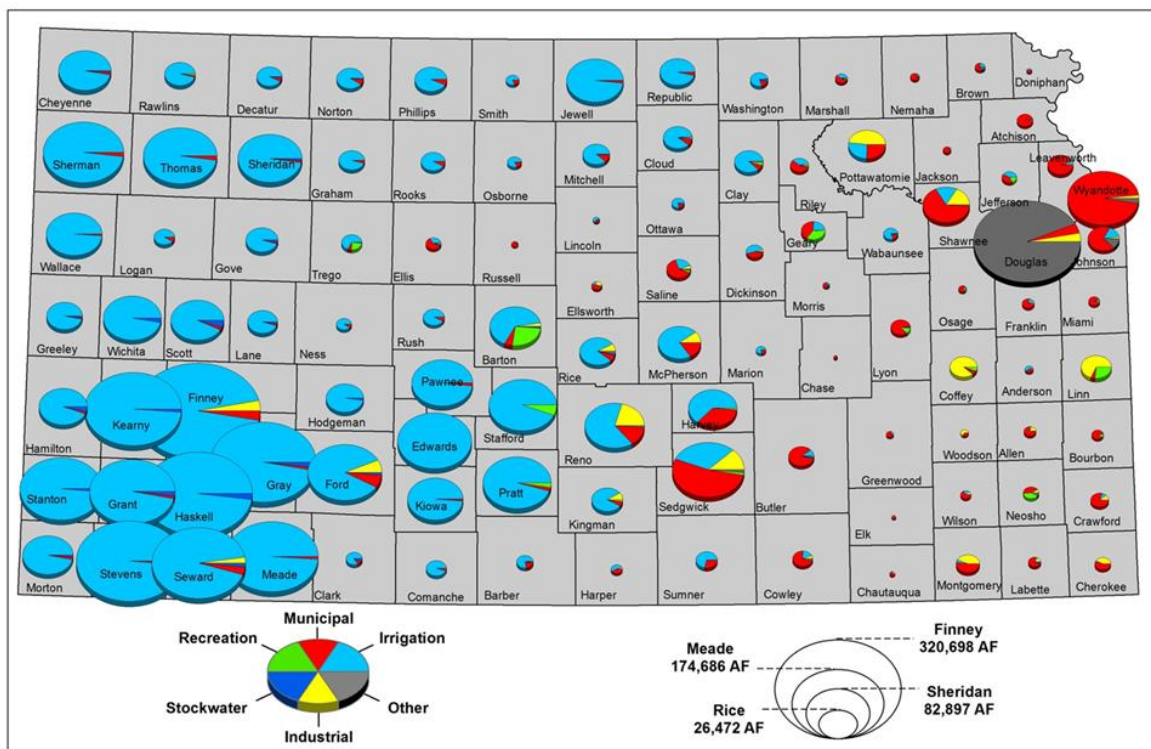 Cheyenne
Rawlins
Decatur
Norton
Phillips
Smith
Jewell
Republic
Washington
Marshall
Nemaha
Brown
Doniphan
Sherman
Thomas
Sheridan
Graham
Rooks
Osborne
Mitchell
Cloud
Clay
Riley
Pottawatomie
Jackson
Atchison
Jefferson
Leavenworth
Wyandotte
Wallace
Logan
Gove
Trego
Ellis
Russell
Lincoln
Ottawa
Saline
Dickinson
Geary
Wabaunsee
Shawnee
Douglas
Johnson
Greeley
Wichita
Scott
Lane
Ness
Rush
Barton
Ellsworth
Rice
McPherson
Marion
Morris
Chase
Lyon
Osage
Franklin
Miami
Hamilton
Kearny
Finney
Hodgeman
Pawnee
Edwards
Stafford
Reno
Harvey
Sedgwick
Butler
Greenwood
Coffey
Anderson
Linn
Woodson
Allen
Bourbon
Stanton
Grant
Haskell
Gray
Ford
Kiowa
Pratt
Kingman
Elk
Wilson
Neosho
Crawford
Morton
Stevens
Seward
Meade
Clark
Comanche
Barber
Harper
Sumner
Cowley
Chautauqua
Montgomery
Labette
Cherokee
Municipal
Recreation
Irrigation
Stockwater
Other
Industrial
Finney
320,698 AF
Meade
174,686 AF
Sheridan
82,897 AF
Rice
26,472 AF